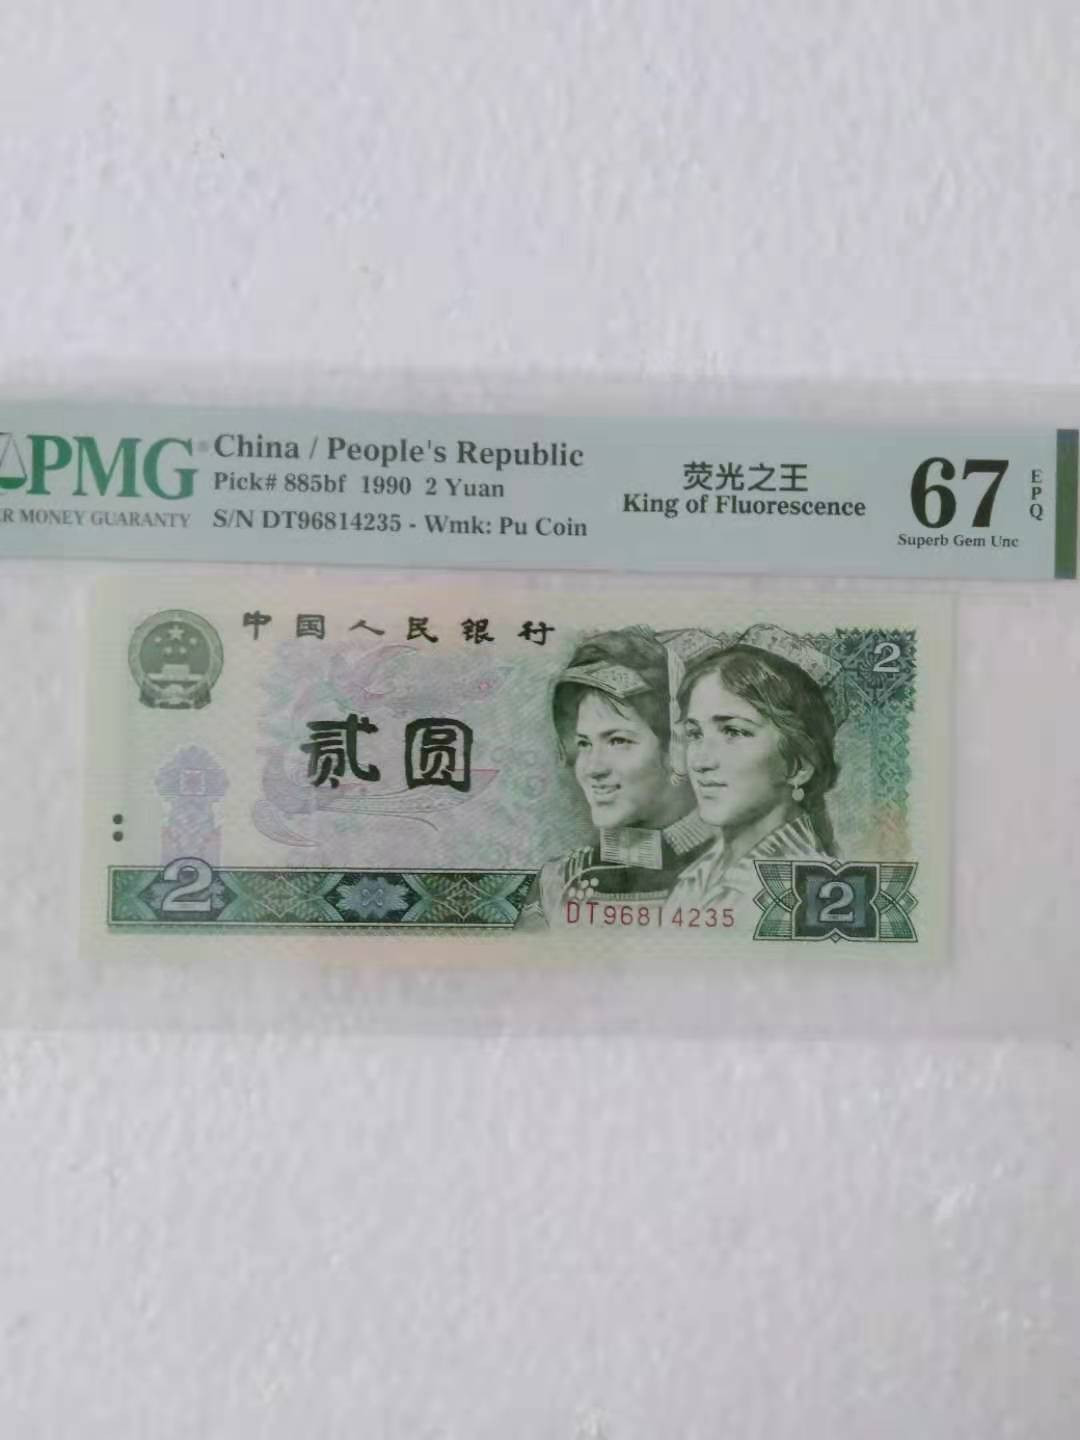 PMG
ER MONEY GUARANTY
China / People's Republic
Pick# 885bf 1990 2 Yuan
S/N DT96814235 - Wmk: Pu Coin
荧光之王
King of Fluorescence
67
EPQ
Superb Gem Unc
中国人民银行
2
贰圆
2
DT96814235
2